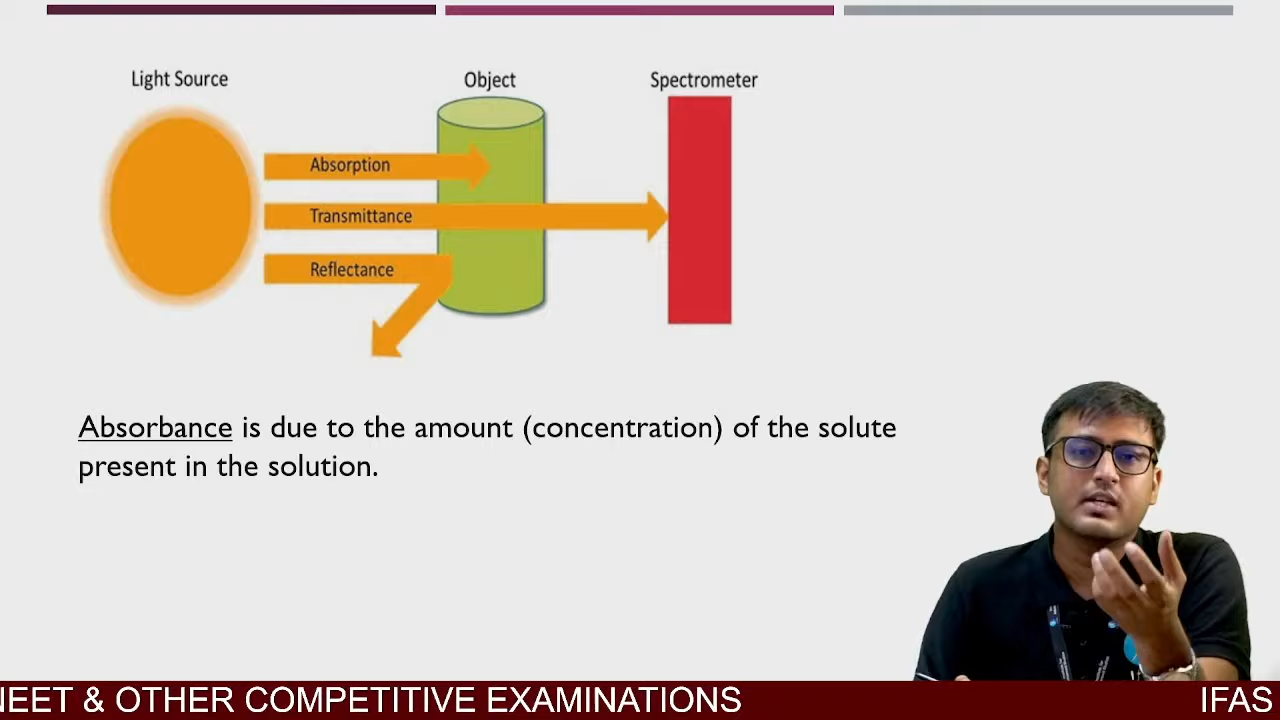 Light Source
Object
Spectrometer
Absorption
Transmittance
Reflectance
Absorbance is due to the amount (concentration) of the solute
present in the solution.
NEET & OTHER COMPETITIVE EXAMINATIONS
IFAS